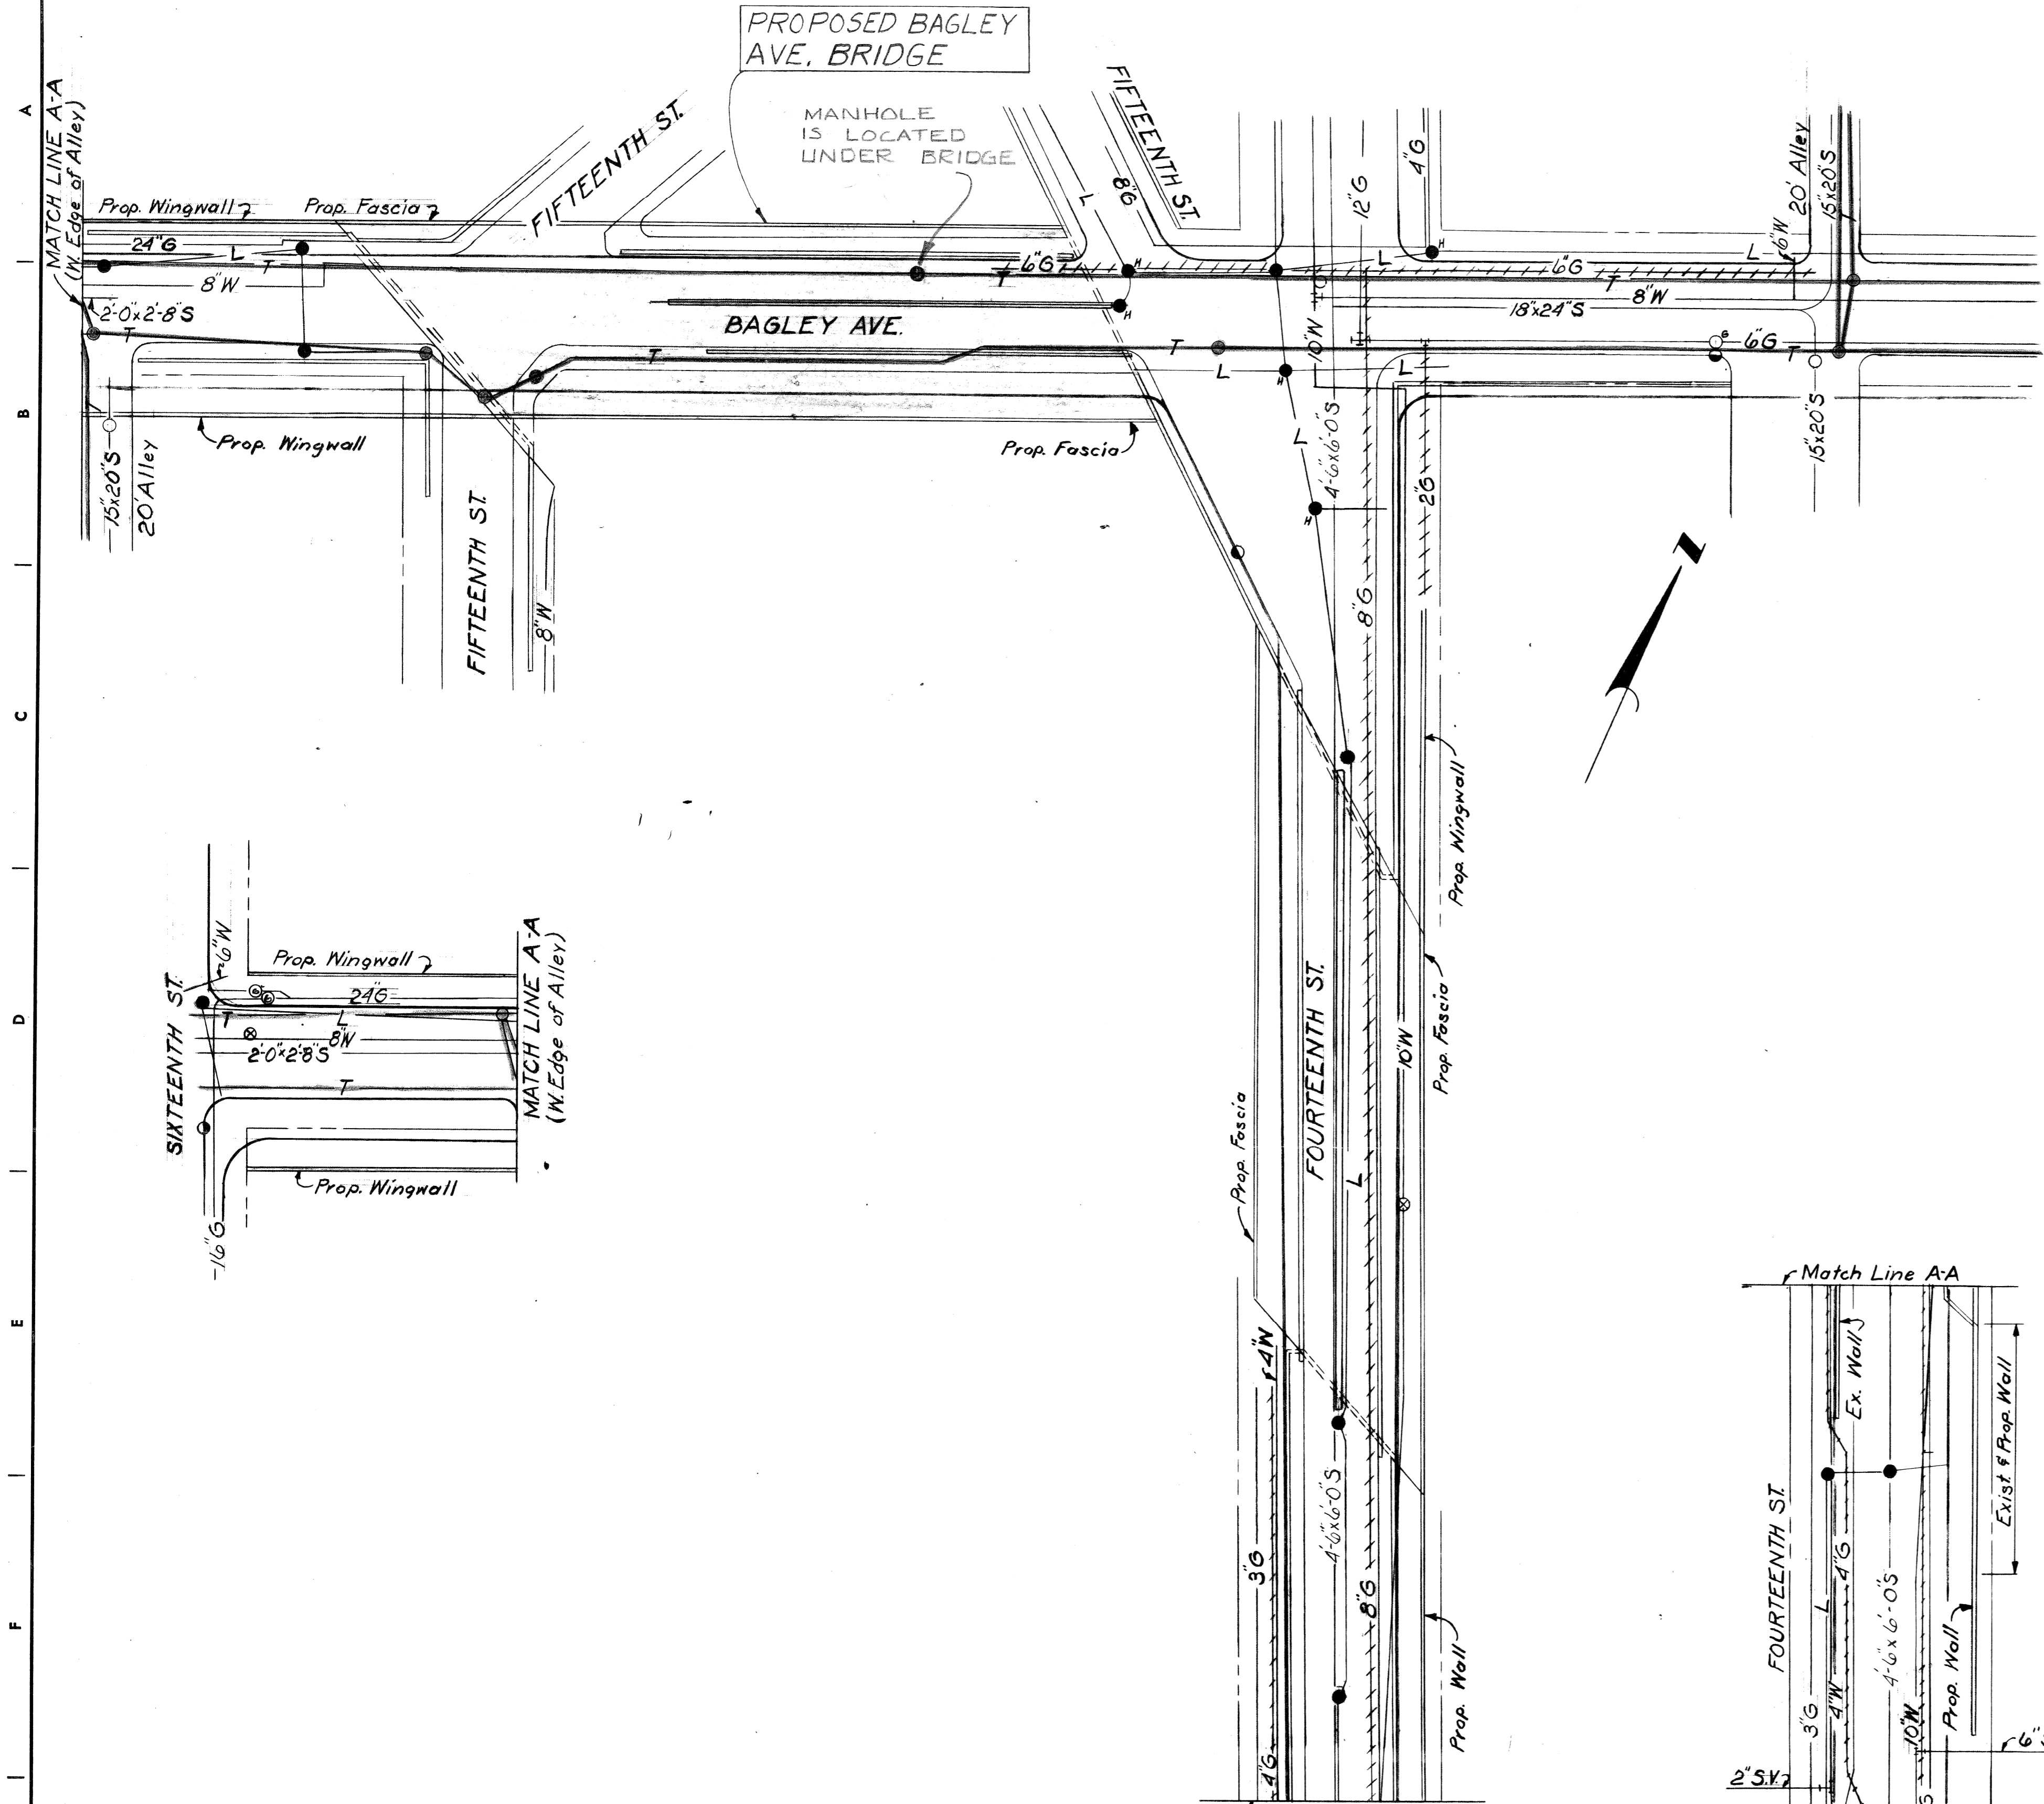 PROPOSED BAGLEY
AVE. BRIDGE
MANHOLE
IS LOCATED
UNDER BRIDGE
A
MATCH LINE A-A
(W. Edge of Alley)
FIFTEENTH ST.
FIFTEENTH ST.
Prop. Wingwall
Prop. Fascia
24"G
L
T
8"W
2'-0"x2'-8"S
T
L
8"G
12"G
4"G
20' Alley
15"x20"S
6"W
T
6"G
T
L
L
6"G
T
8"W
18"x24"S
BAGLEY AVE.
T
T
L
10"W
L
G
6"G
T
H
H
H
H
H
B
Prop. Wingwall
Prop. Fascia
15"x20"S
20' Alley
FIFTEENTH ST.
8"W
L
4'-6"x6'-0"S
2"G
15"x20"S
8"G
N
C
Prop. Wingwall
D
SIXTEENTH ST.
6"W
Prop. Wingwall
G
G
24"G
T
L
8"W
2'-0"x2'-8"S
T
MATCH LINE A-A
(W. Edge of Alley)
Prop. Wingwall
16"G
FOURTEENTH ST.
Prop. Fascia
Prop. Fascia
10"W
L
E
4"W
3"G
4'-6"x6'-0"S
8"G
4"G
Prop. Wall
F
Match Line A-A
Ex. Wall
Exist. & Prop. Wall
FOURTEENTH ST.
L
4"G
4'-6"x6'-0"S
3"G
4"W
10"W
Prop. Wall
6"
2" S.V.
S